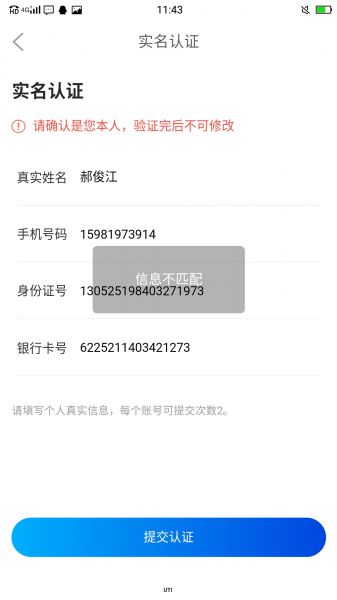 HD 4G 11:43
实名认证
实名认证
请确认是您本人，验证完后不可修改
真实姓名 郝俊江
手机号码 15981973914
信息不匹配
身份证号 130525198403271973
银行卡号 6225211403421273
请填写个人真实信息，每个账号可提交次数2。
提交认证
UTI